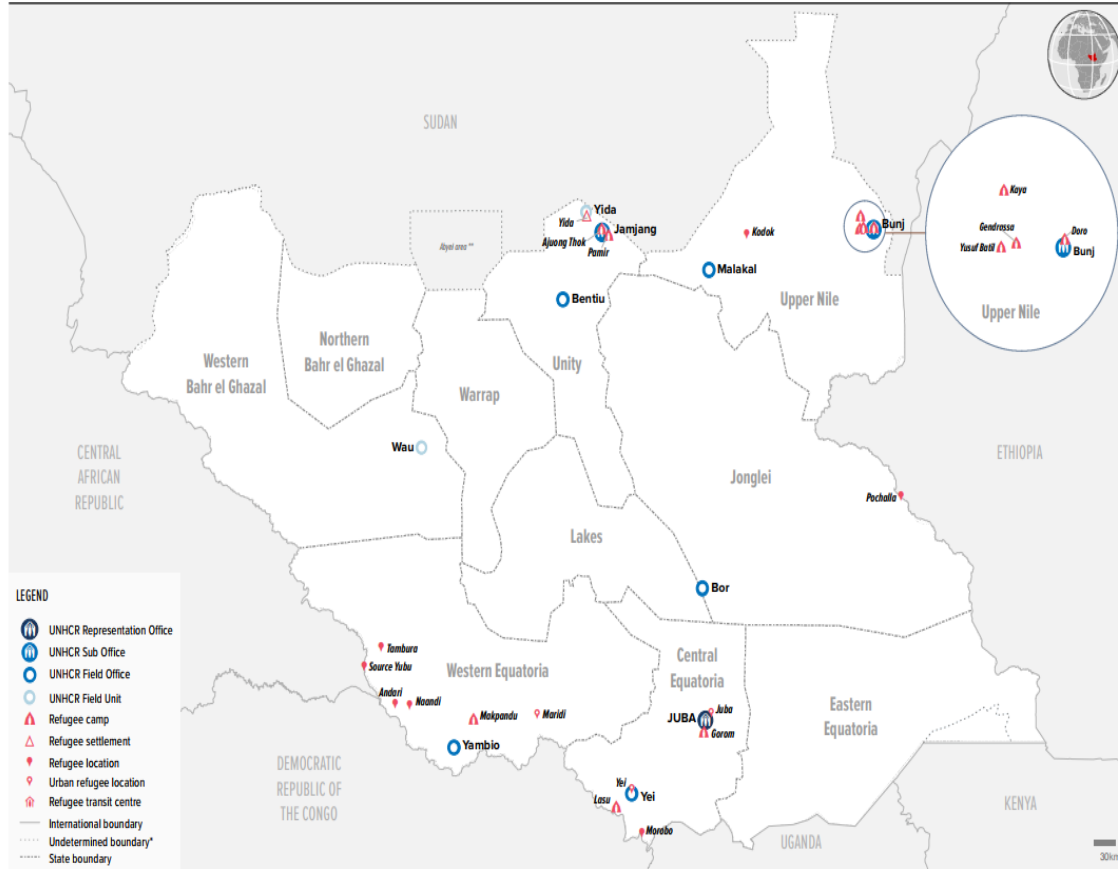 SUDAN
Yida
Yida
Jamjang
Ajuong Thok
Pamir
Abyei area **
Kodok
Bunj
Malakal
Bentiu
Upper Nile
Kaya
Gendrassa
Doro
Yusuf Batil
Bunj
Upper Nile
Northern
Bahr el Ghazal
Western
Bahr el Ghazal
Unity
Warrap
Wau
CENTRAL
AFRICAN
REPUBLIC
ETHIOPIA
Jonglei
Pochalla
Lakes
Bor
LEGEND
UNHCR Representation Office
UNHCR Sub Office
UNHCR Field Office
UNHCR Field Unit
Refugee camp
Refugee settlement
Refugee location
Urban refugee location
Refugee transit centre
International boundary
Undetermined boundary*
State boundary
Tambura
Source Yubu
Andari
Naandi
Western Equatoria
Makpandu
Maridi
Yambio
Central
Equatoria
JUBA
Juba
Gorom
Eastern
Equatoria
Yei
Yei
Lasu
Morobo
DEMOCRATIC
REPUBLIC OF
THE CONGO
UGANDA
KENYA
30km